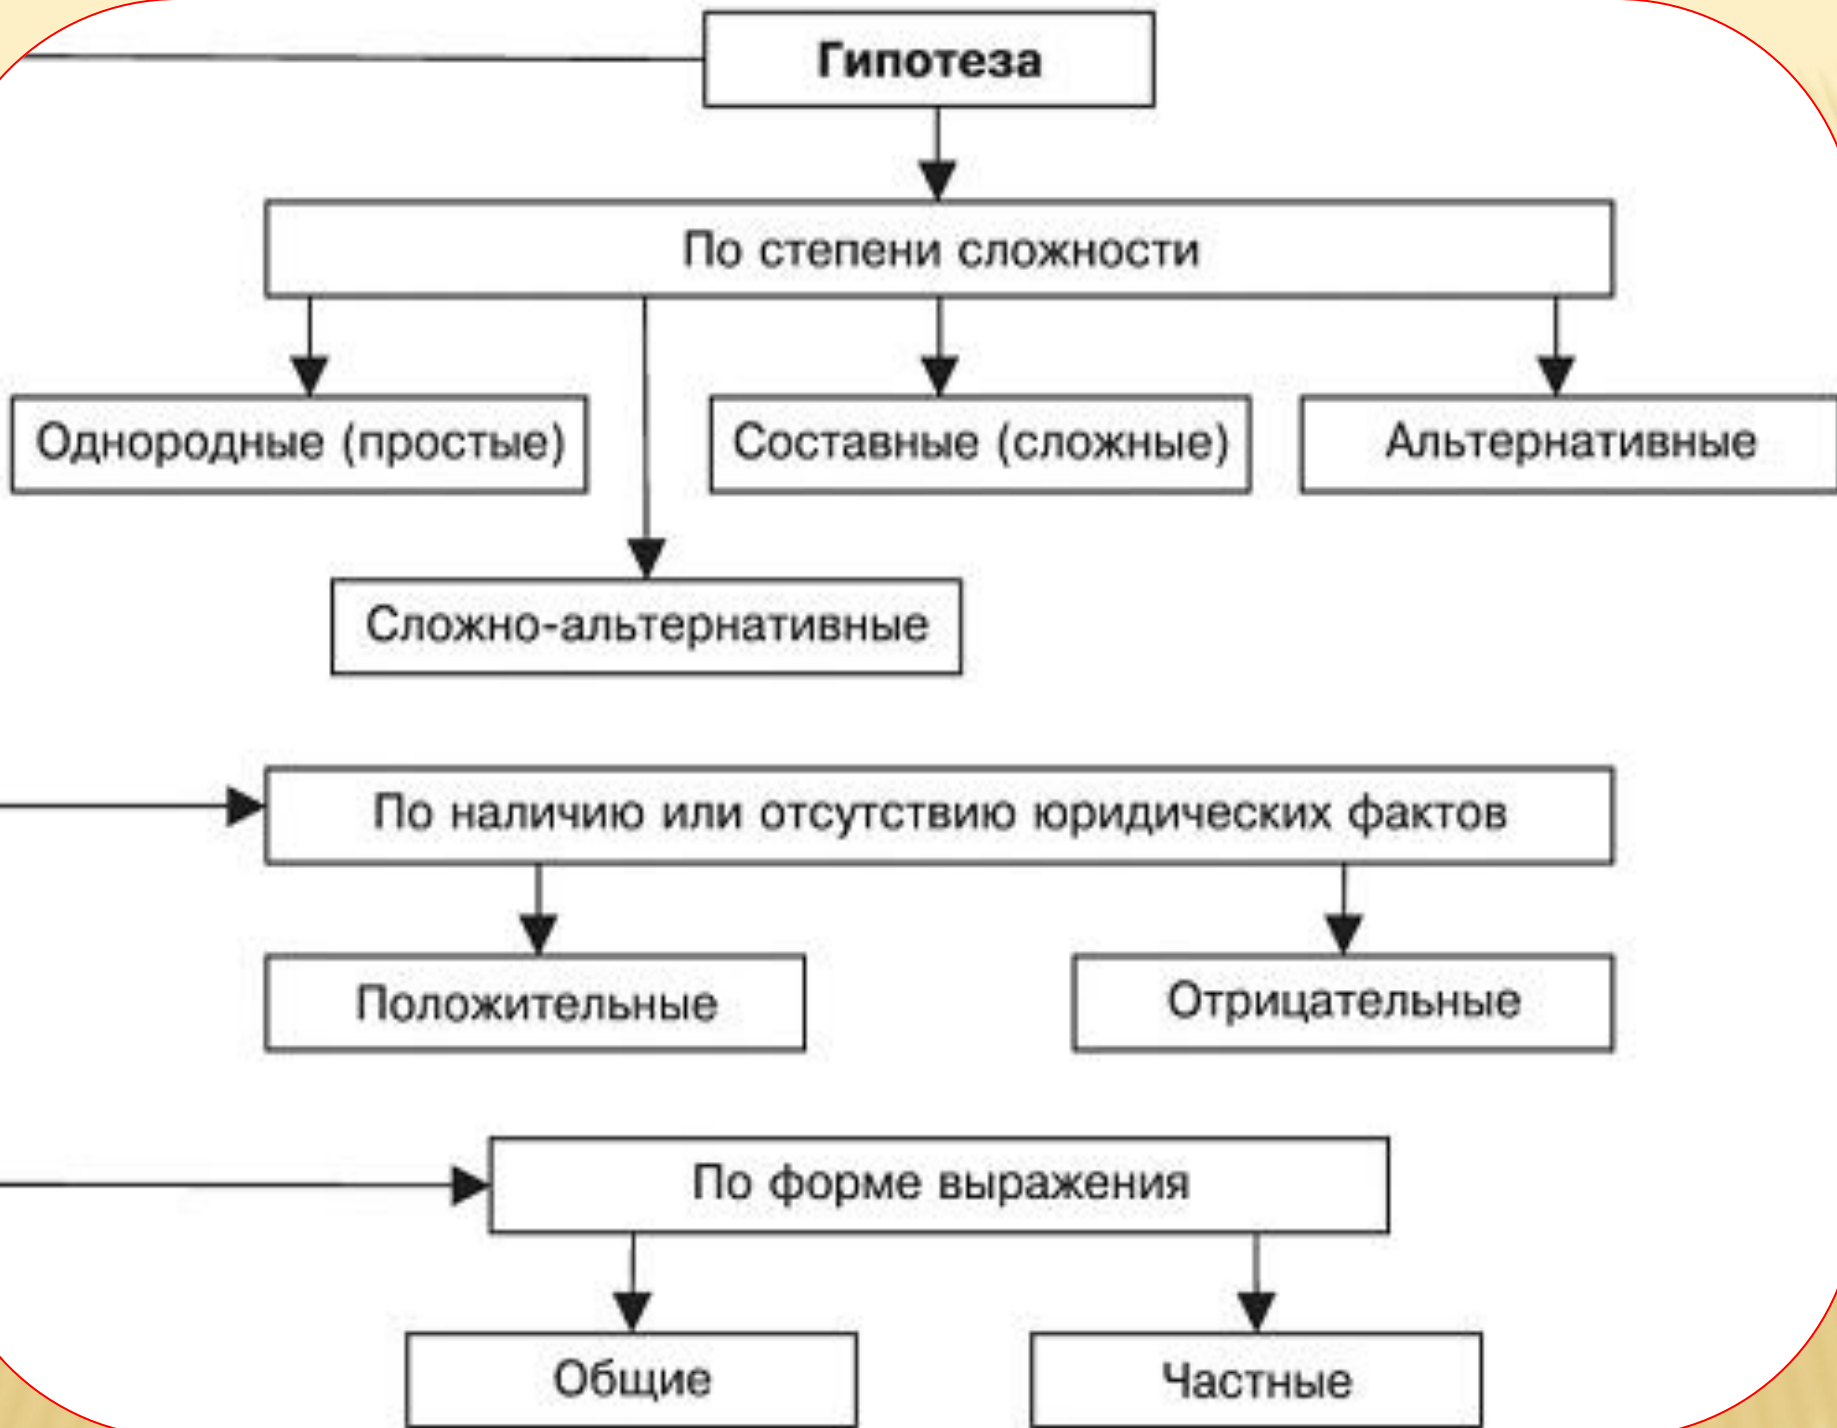 Гипотеза
По степени сложности
Однородные (простые)
Составные (сложные)
Альтернативные
Сложно-альтернативные
По наличию или отсутствию юридических фактов
Положительные
Отрицательные
По форме выражения
Общие
Частные